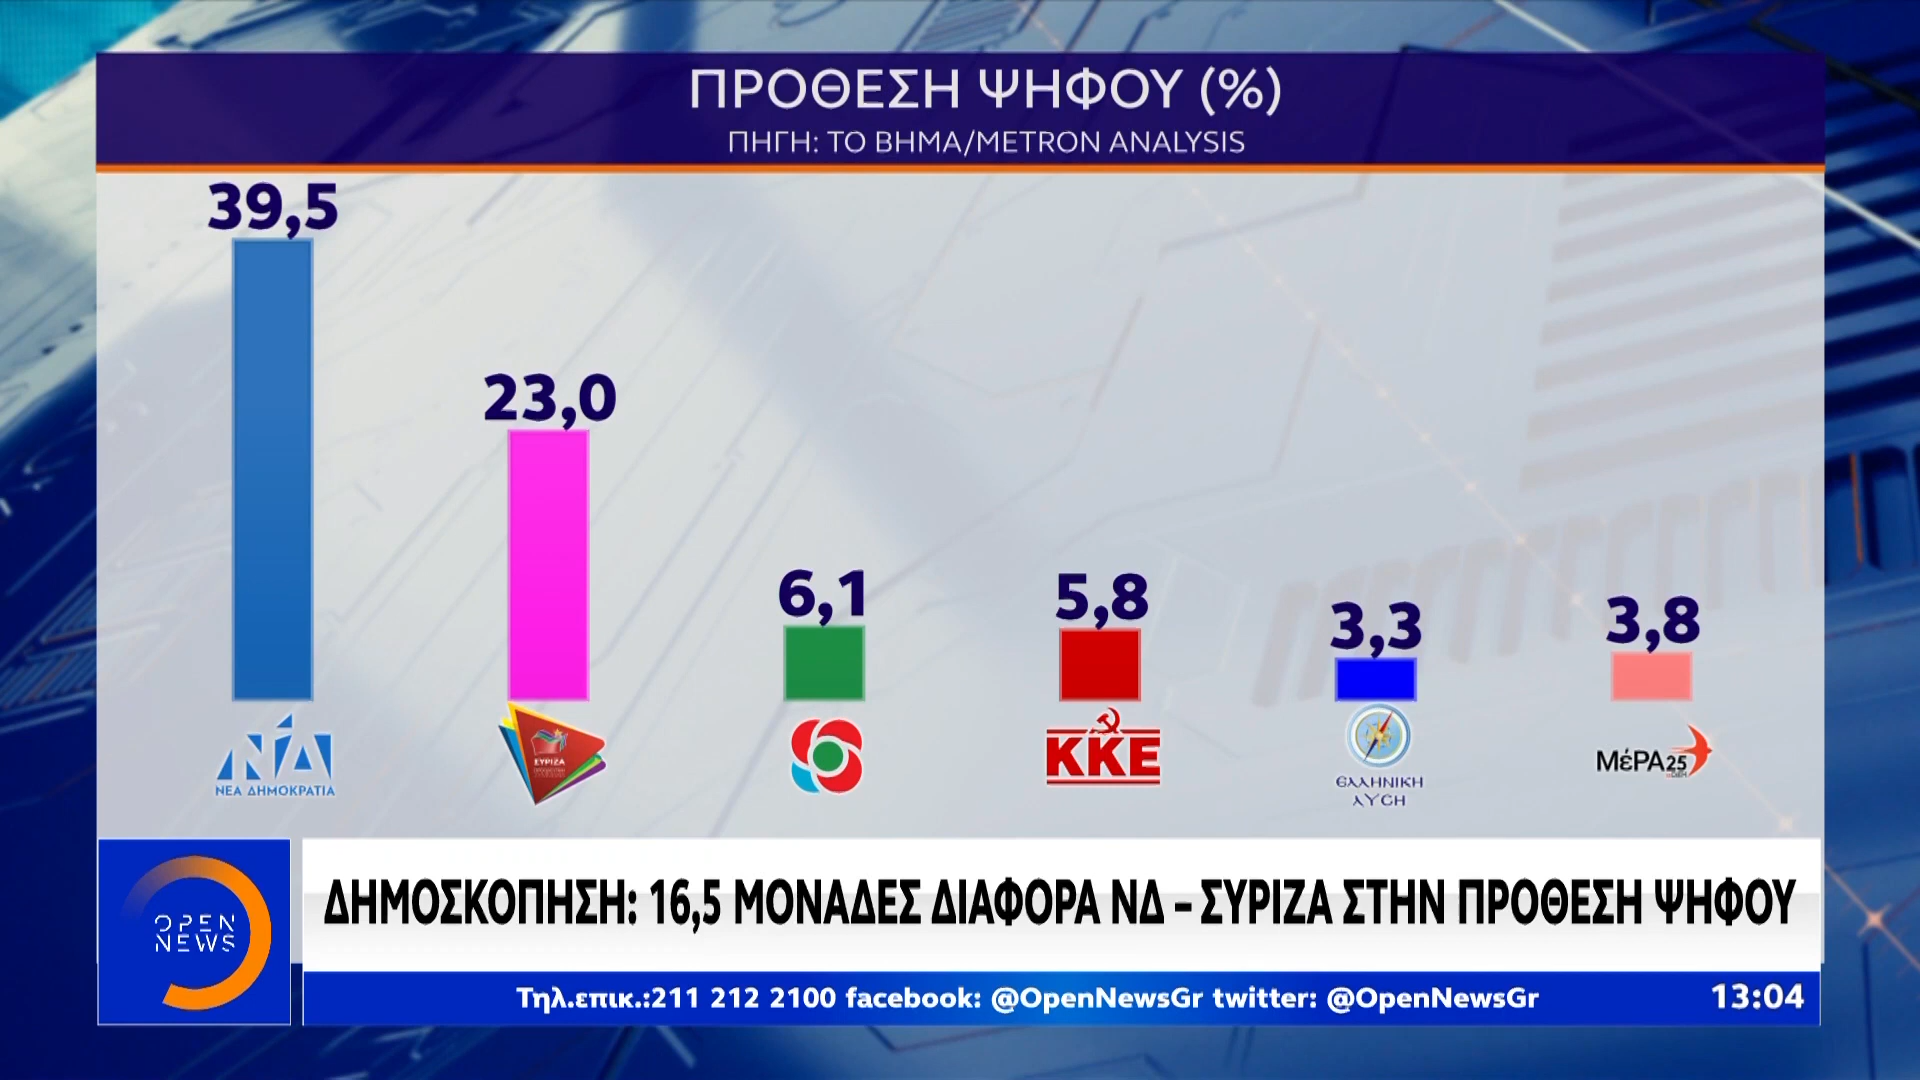 ΠΡΟΘΕΣΗ ΨΗΦΟΥ (%)
ΠΗΓΗ: ΤΟ ΒΗΜΑ/METRON ANALYSIS
39,5
23,0
6,1
5,8
3,3
3,8
ΝΔ
ΝΕΑ ΔΗΜΟΚΡΑΤΙΑ
ΣΥΡΙΖΑ
ΚΚΕ
ΕΛΛΗΝΙΚΗ
ΛΥΣΗ
ΜέΡΑ25
OPEN
NEWS
ΔΗΜΟΣΚΟΠΗΣΗ: 16,5 ΜΟΝΑΔΕΣ ΔΙΑΦΟΡΑ ΝΔ – ΣΥΡΙΖΑ ΣΤΗΝ ΠΡΟΘΕΣΗ ΨΗΦΟΥ
Τηλ.επικ.:211 212 2100 facebook: @OpenNewsGr twitter: @OpenNewsGr
13:04